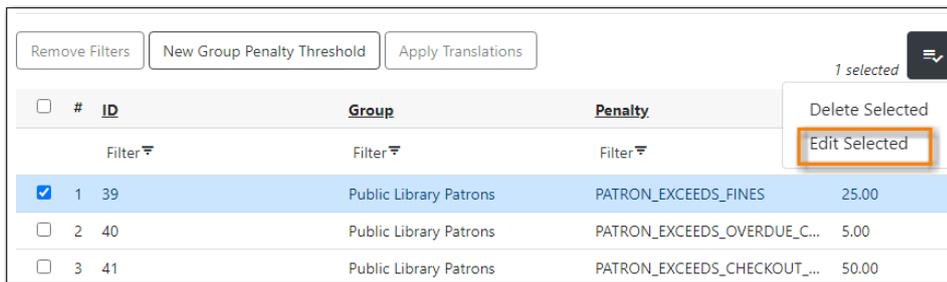 Remove Filters New Group Penalty Threshold Apply Translations
1 selected
Delete Selected
Edit Selected
# ID Group Penalty
Filter Filter Filter
1 39 Public Library Patrons PATRON_EXCEEDS_FINES 25.00
2 40 Public Library Patrons PATRON_EXCEEDS_OVERDUE_C... 5.00
3 41 Public Library Patrons PATRON_EXCEEDS_CHECKOUT_... 50.00